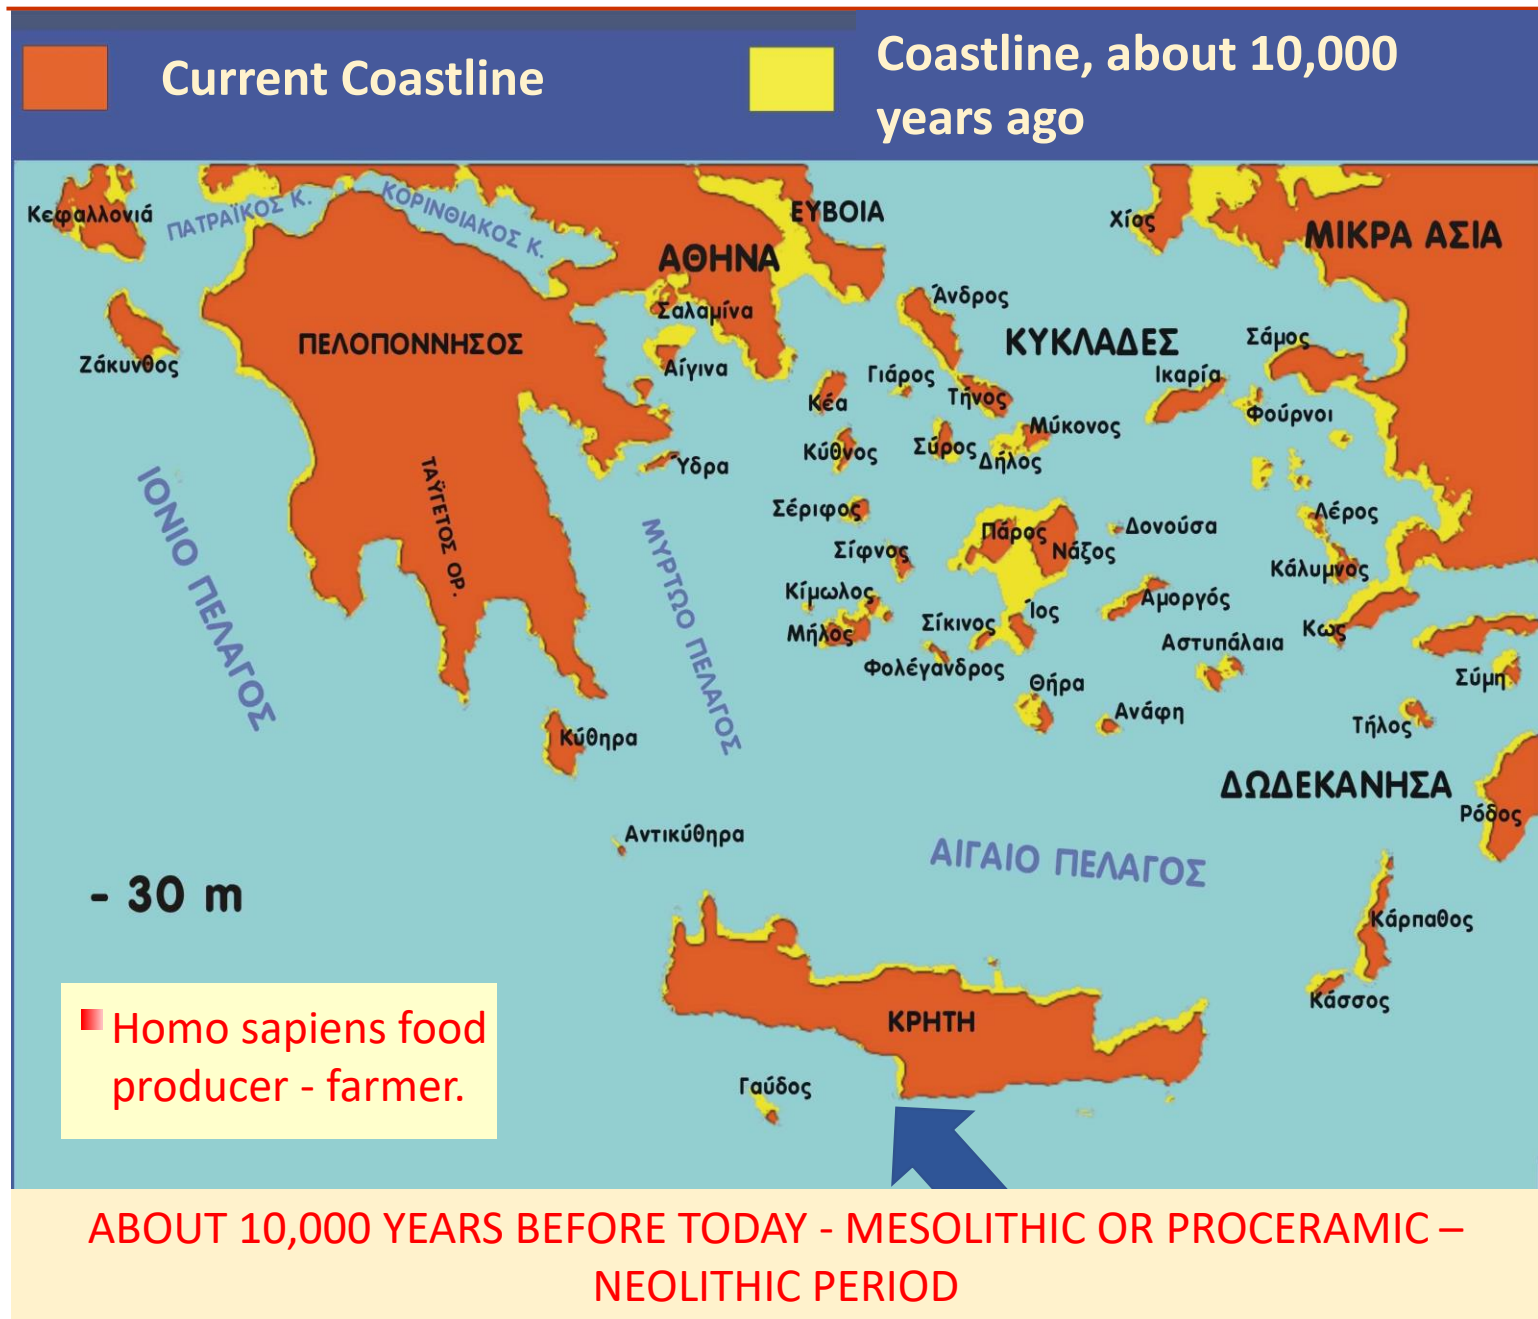 Current Coastline
Coastline, about 10,000
years ago
Κεφαλλονιά
ΠΑΤΡΑΪΚΟΣ Κ.
ΚΟΡΙΝΘΙΑΚΟΣ Κ.
ΕΥΒΟΙΑ
Χίος
ΜΙΚΡΑ ΑΣΙΑ
ΑΘΗΝΑ
Σαλαμίνα
Άνδρος
Ζάκυνθος
ΠΕΛΟΠΟΝΝΗΣΟΣ
Αίγινα
ΚΥΚΛΑΔΕΣ
Σάμος
Γιάρος
Ικαρία
Κέα
Τήνος
Φούρνοι
Κύθνος
Σύρος
Μύκονος
Δήλος
Ύδρα
ΤΑΫΓΕΤΟΣ ΟΡ.
ΙΟΝΙΟ ΠΕΛΑΓΟΣ
ΜΥΡΤΩΟ ΠΕΛΑΓΟΣ
Σέριφος
Πάρος
Νάξος
Δονούσα
Λέρος
Σίφνος
Κάλυμνος
Κίμωλος
Αμοργός
Μήλος
Σίκινος
Ίος
Κως
Αστυπάλαια
Φολέγανδρος
Θήρα
Σύμη
Ανάφη
Τήλος
Κύθηρα
ΔΩΔΕΚΑΝΗΣΑ
Ρόδος
Αντικύθηρα
ΑΙΓΑΙΟ ΠΕΛΑΓΟΣ
- 30 m
Κάρπαθος
Κάσσος
ΚΡΗΤΗ
Γαύδος
Homo sapiens food
producer - farmer.
ABOUT 10,000 YEARS BEFORE TODAY - MESOLITHIC OR PROCERAMIC –
NEOLITHIC PERIOD